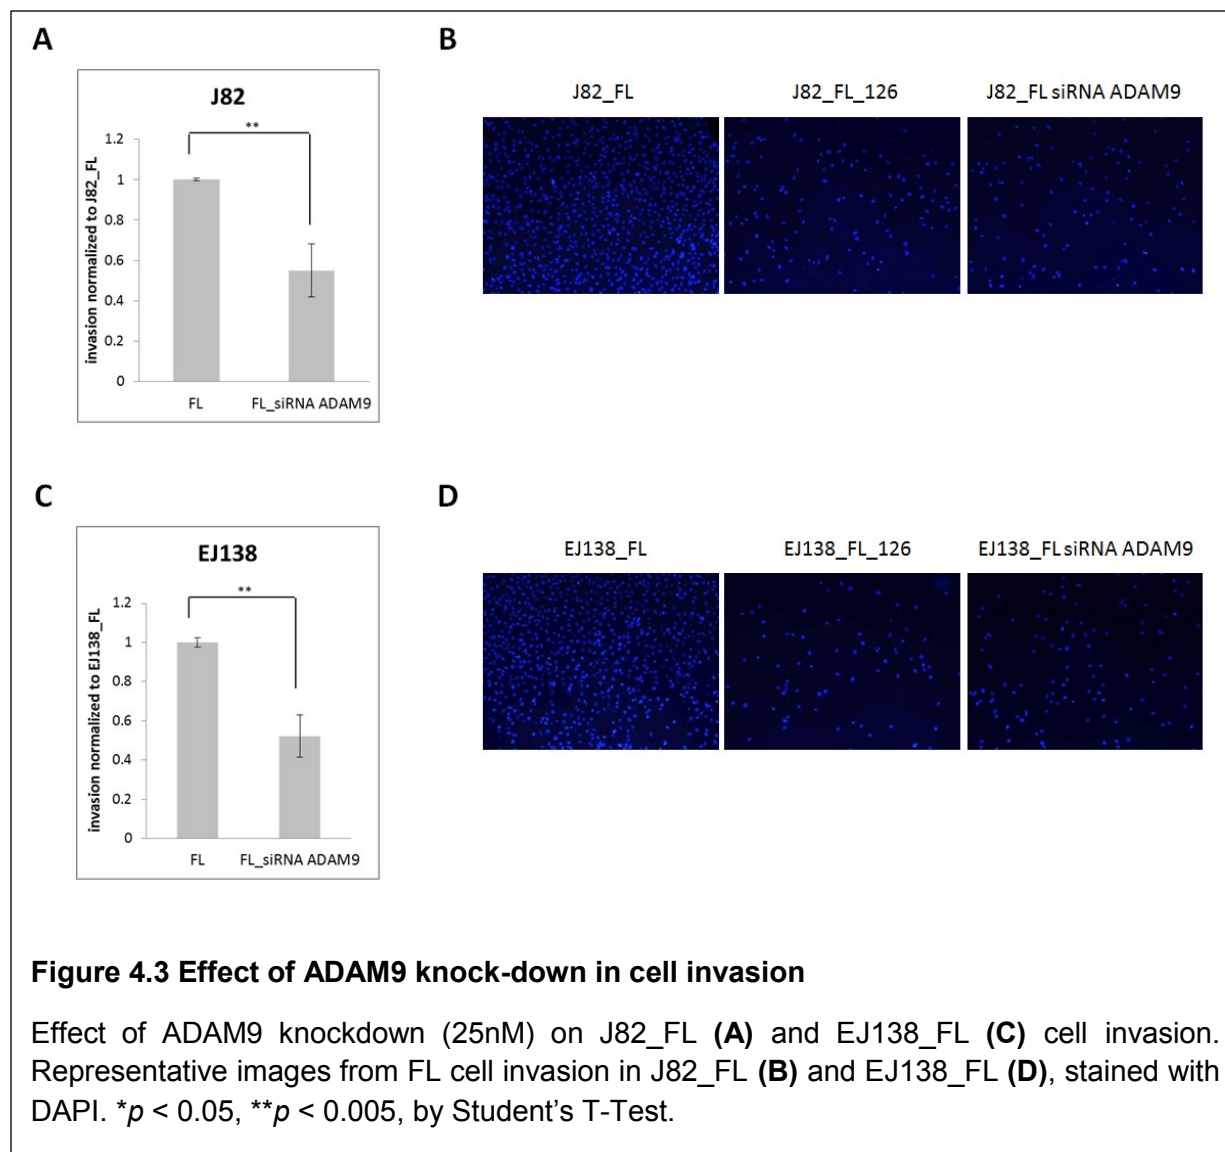 A
J82
**
invasion normalized to J82_FL
1.2
1
0.8
0.6
0.4
0.2
0
FL FL_siRNA ADAM9
B
J82_FL J82_FL_126 J82_FL siRNA ADAM9
C
EJ138
**
invasion normalized to EJ138_FL
1.2
1
0.8
0.6
0.4
0.2
0
FL FL_siRNA ADAM9
D
EJ138_FL EJ138_FL_126 EJ138_FL siRNA ADAM9
Figure 4.3 Effect of ADAM9 knock-down in cell invasion
Effect of ADAM9 knockdown (25nM) on J82_FL (A) and EJ138_FL (C) cell invasion.
Representative images from FL cell invasion in J82_FL (B) and EJ138_FL (D), stained with
DAPI. *p < 0.05, **p < 0.005, by Student’s T-Test.